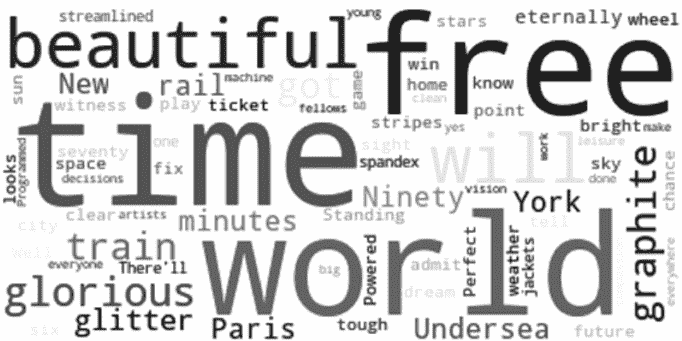 streamlined
young
stars
eternally
wheel
beautiful
free
New
rail
machine
got
game
win
home
know
sun
witness
play
ticket
fellows
clean
point
stripes
yes
bright
make
time
will
world
seventy
one
sight
work
leisure
looks
Programmed
space
decisions
fix
spandex
sky
done
graphite
chance
Ninety
vision
York
clear
artists
minutes
Standing
tell
city
well
train
Powered
Perfect
weather
jackets
everywhere
everyone
There'll
big
admit
dream
glorious
glitter
Paris
tough
Undersea
future
six